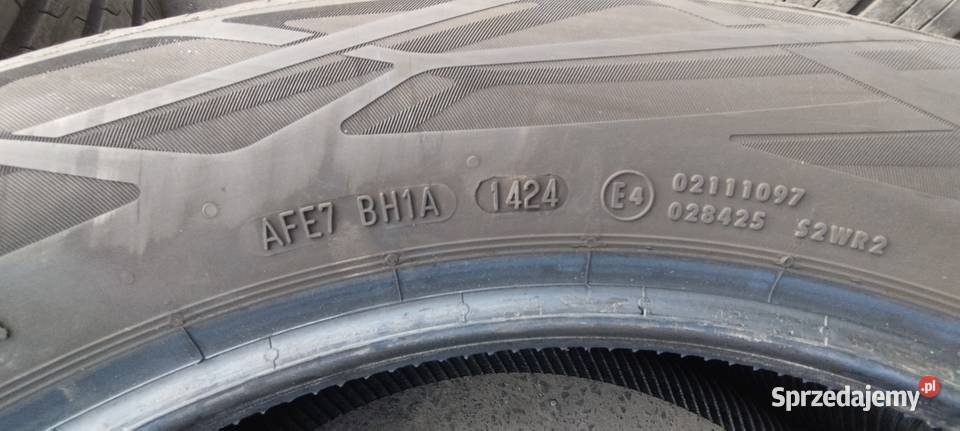 AFE7 BH1A 1424 E4 02111097
028425 S2WR2
Sprzedajemy.pl